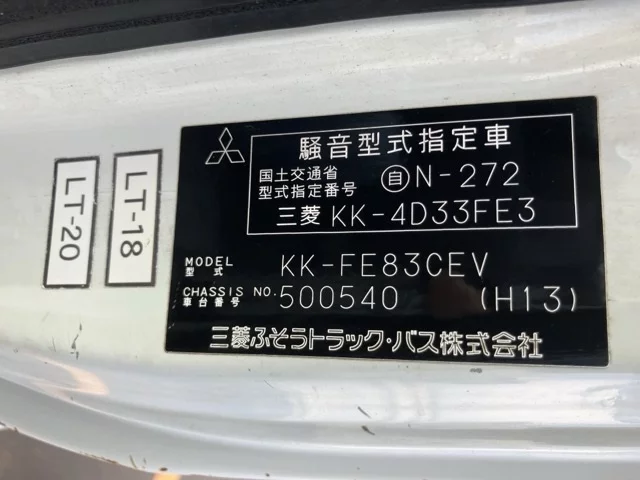 騒音型式指定車
国土交通省
型式指定番号
自N-272
三菱 KK-4D33FE3
MODEL
型式
KK-FE83CEV
CHASSIS NO.
車台番号
500540 (H13)
三菱ふそうトラック・バス株式会社
LT-20
LT-18